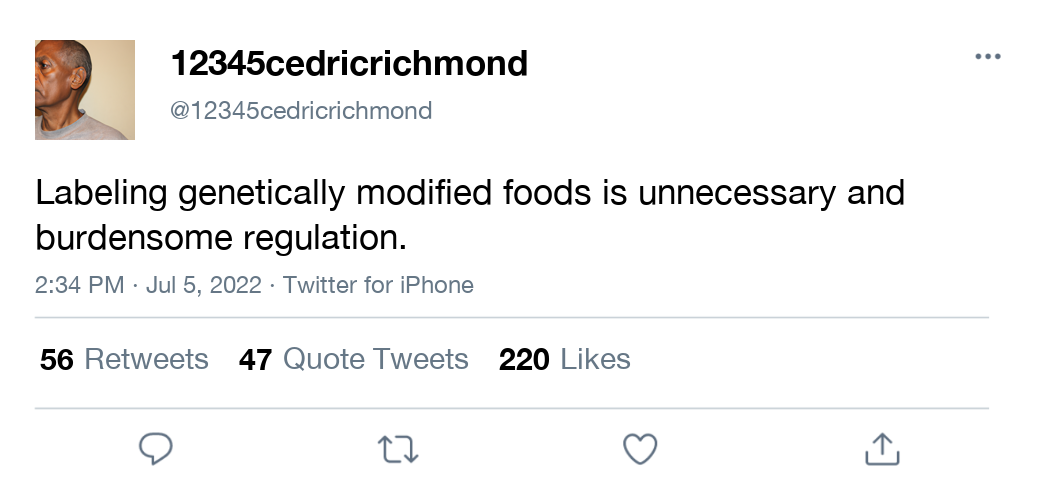 12345cedricrichmond
@12345cedricrichmond
Labeling genetically modified foods is unnecessary and
burdensome regulation.
2:34 PM · Jul 5, 2022 · Twitter for iPhone
56 Retweets 47 Quote Tweets 220 Likes